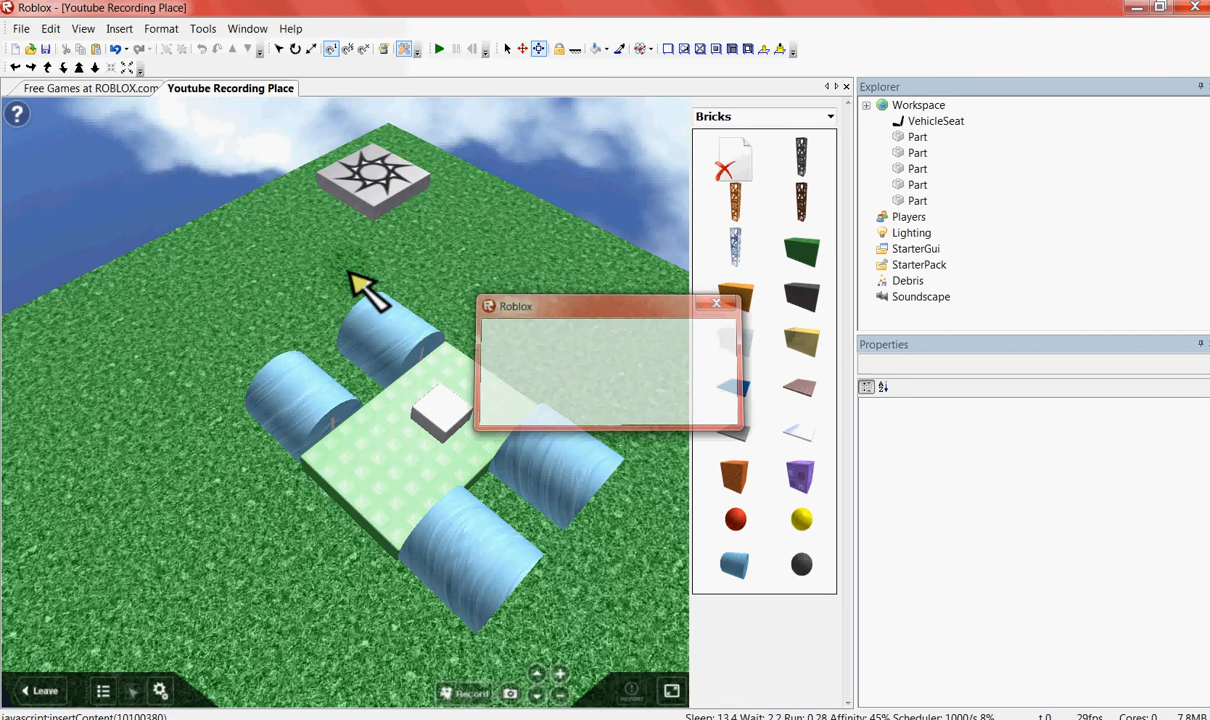 Roblox - [Youtube Recording Place]
File Edit View Insert Format Tools Window Help
Free Games at ROBLOX.com
Youtube Recording Place
Explorer
Bricks
Workspace
VehicleSeat
Part
Part
Part
Part
Part
Players
Lighting
StarterGui
StarterPack
Debris
Soundscape
Roblox
Properties
Leave
Record
javascript:insertContent(10100380)
Sleep: 13.4 Wait: 2.2 Run: 0.28 Affinity: 45% Scheduler: 1000/s 8%
t 0
29fps
Cores: 0
7.8MB